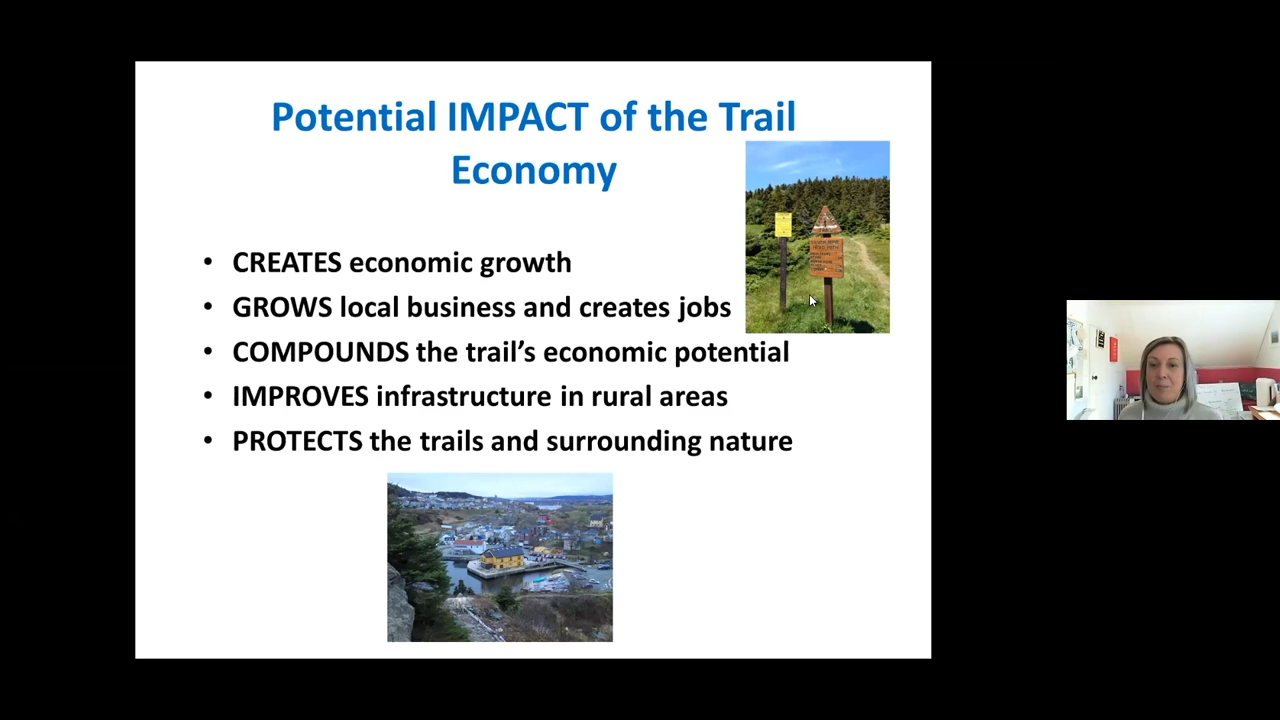 Potential IMPACT of the Trail
Economy
• CREATES economic growth
• GROWS local business and creates jobs
• COMPOUNDS the trail’s economic potential
• IMPROVES infrastructure in rural areas
• PROTECTS the trails and surrounding nature